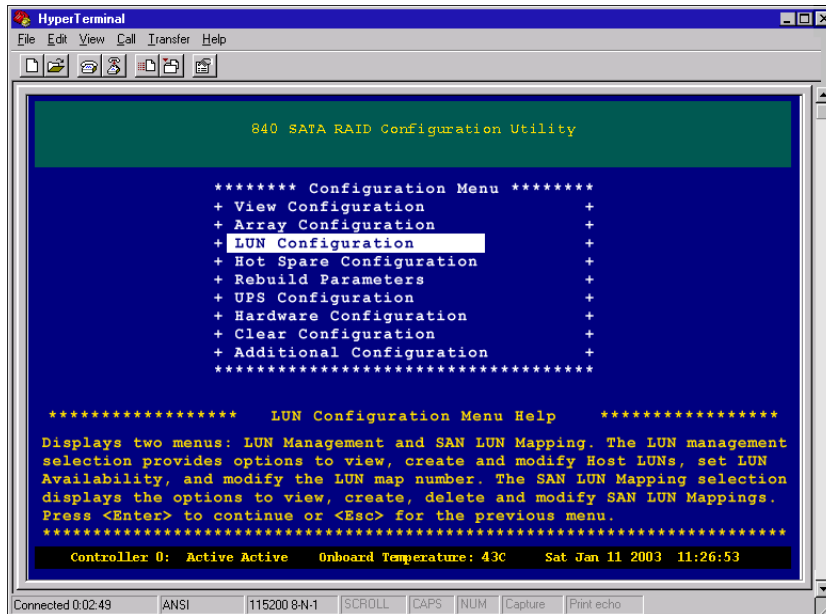 HyperTerminal
File Edit View Call Transfer Help
840 SATA RAID Configuration Utility
******** Configuration Menu ********
+ View Configuration +
+ Array Configuration +
+ LUN Configuration +
+ Hot Spare Configuration +
+ Rebuild Parameters +
+ UPS Configuration +
+ Hardware Configuration +
+ Clear Configuration +
+ Additional Configuration +
************************************
****************** LUN Configuration Menu Help *****************
Displays two menus: LUN Management and SAN LUN Mapping. The LUN management
selection provides options to view, create and modify Host LUNs, set LUN
Availability, and modify the LUN map number. The SAN LUN Mapping selection
displays the options to view, create, delete and modify SAN LUN Mappings.
Press <Enter> to continue or <Esc> for the previous menu.
***************************************************************************
Controller 0: Active Active Onboard Temperature: 43C Sat Jan 11 2003 11:26:53
Connected 0:02:49 ANSI 115200 8-N-1 SCROLL CAPS NUM Capture Print echo